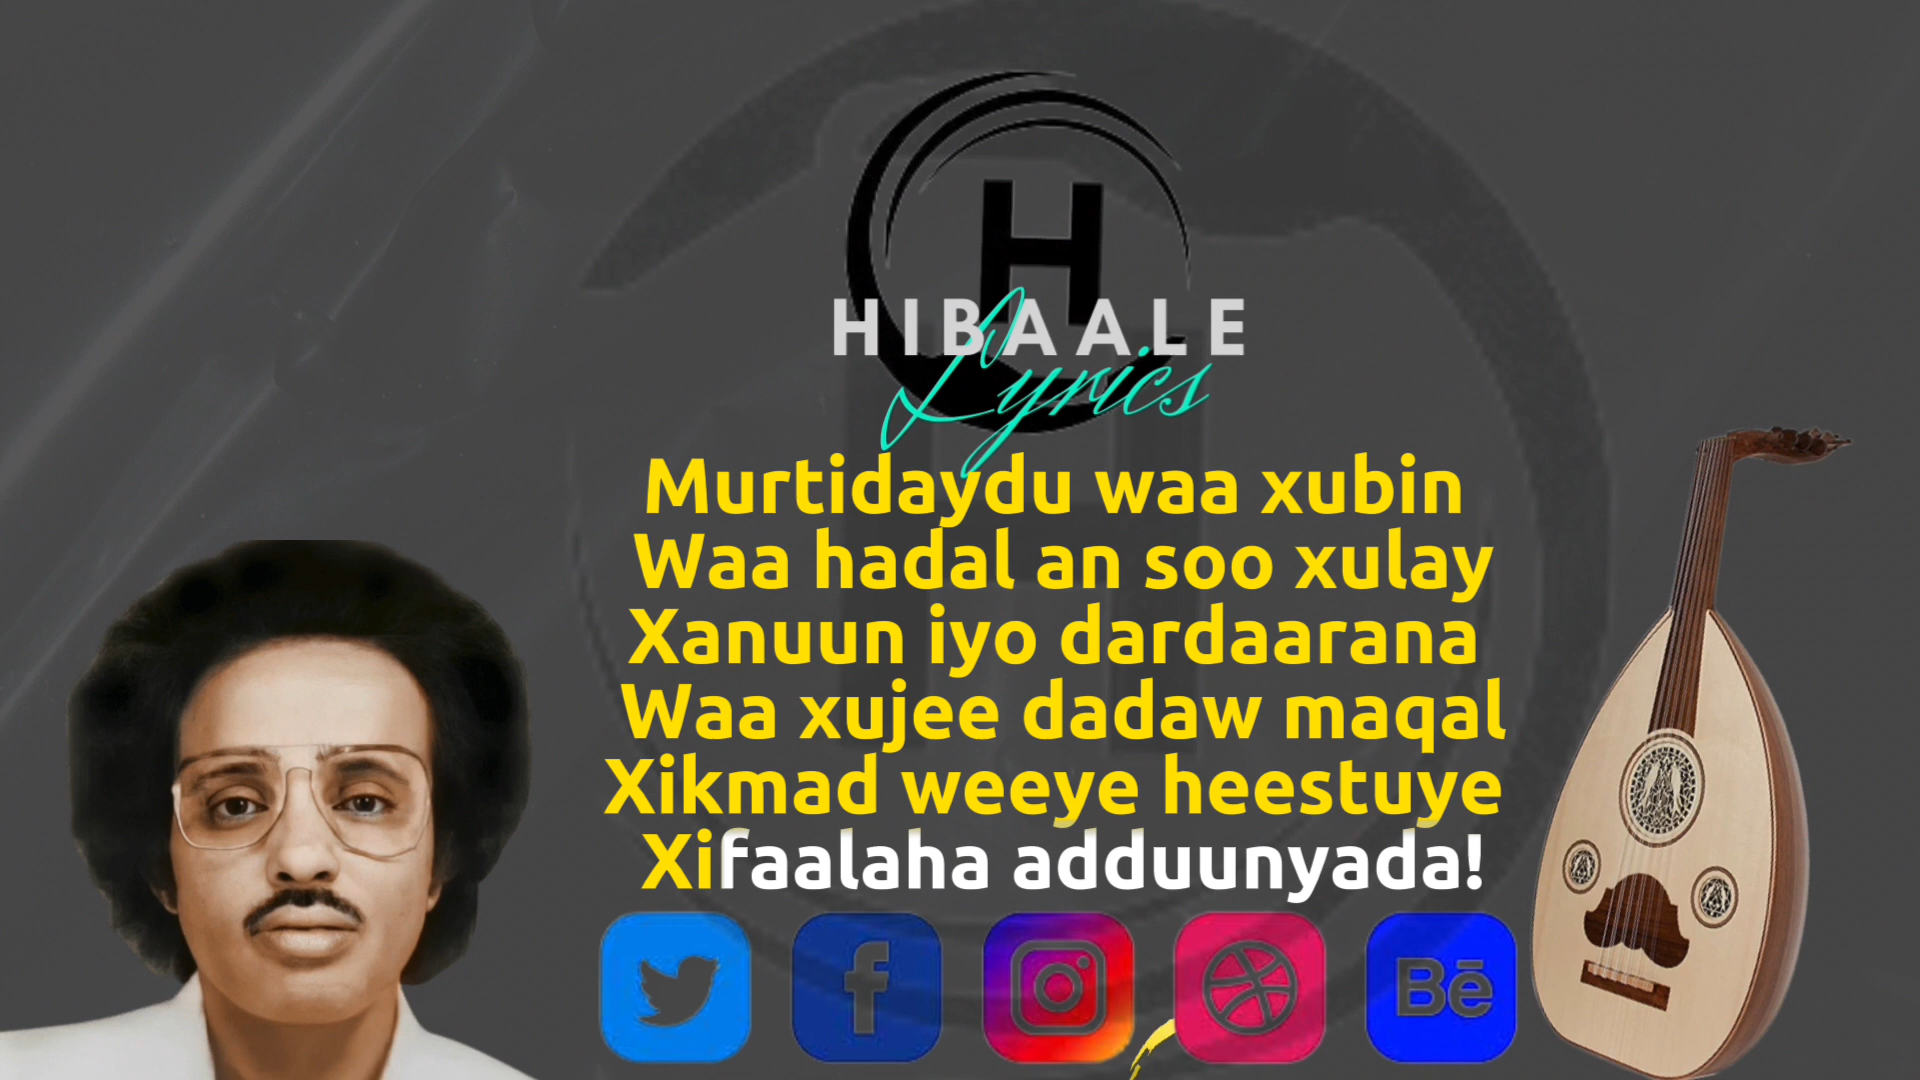 H
HIBAALE
Lyrics
Murtidaydu waa xubin
Waa hadal an soo xulay
Xanuun iyo dardaarana
Waa xujee dadaw maqal
Xikmad weeye heestuye
Xifaalaha adduunyada!
Bē